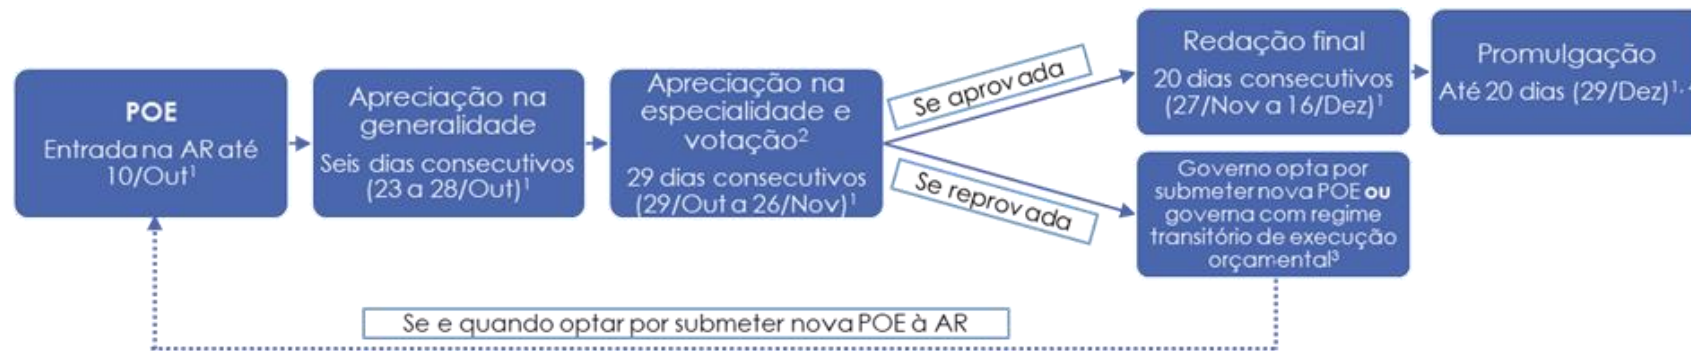 POE
Entrada na AR até
10/Out¹
Apreciação na
generalidade
Seis dias consecutivos
(23 a 28/Out)¹
Apreciação na
especialidade e
votação²
29 dias consecutivos
(29/Out a 26/Nov)¹
Se aprovada
Redação final
20 dias consecutivos
(27/Nov a 16/Dez)¹
Promulgação
Até 20 dias (29/Dez)¹·
Se reprovada
Governo opta por
submeter nova POE ou
governa com regime
transitório de execução
orçamental³
Se e quando optar por submeter nova POE à AR